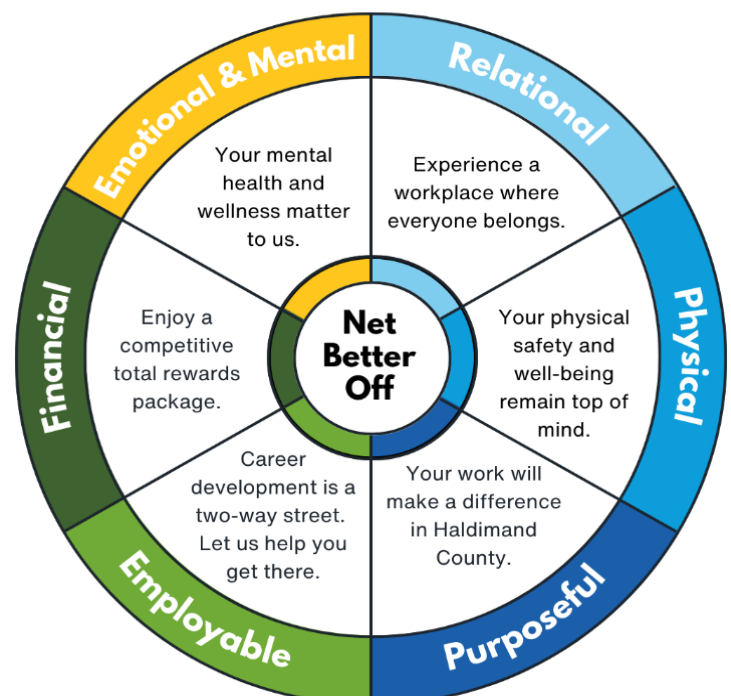 Emotional & Mental
Your mental
health and
wellness matter
to us.
Relational
Experience a
workplace where
everyone belongs.
Physical
Your physical
safety and
well-being
remain top of
mind.
Purposeful
Your work will
make a difference
in Haldimand
County.
Employable
Career
development is a
two-way street.
Let us help you
get there.
Financial
Enjoy a
competitive
total rewards
package.
Net
Better
Off